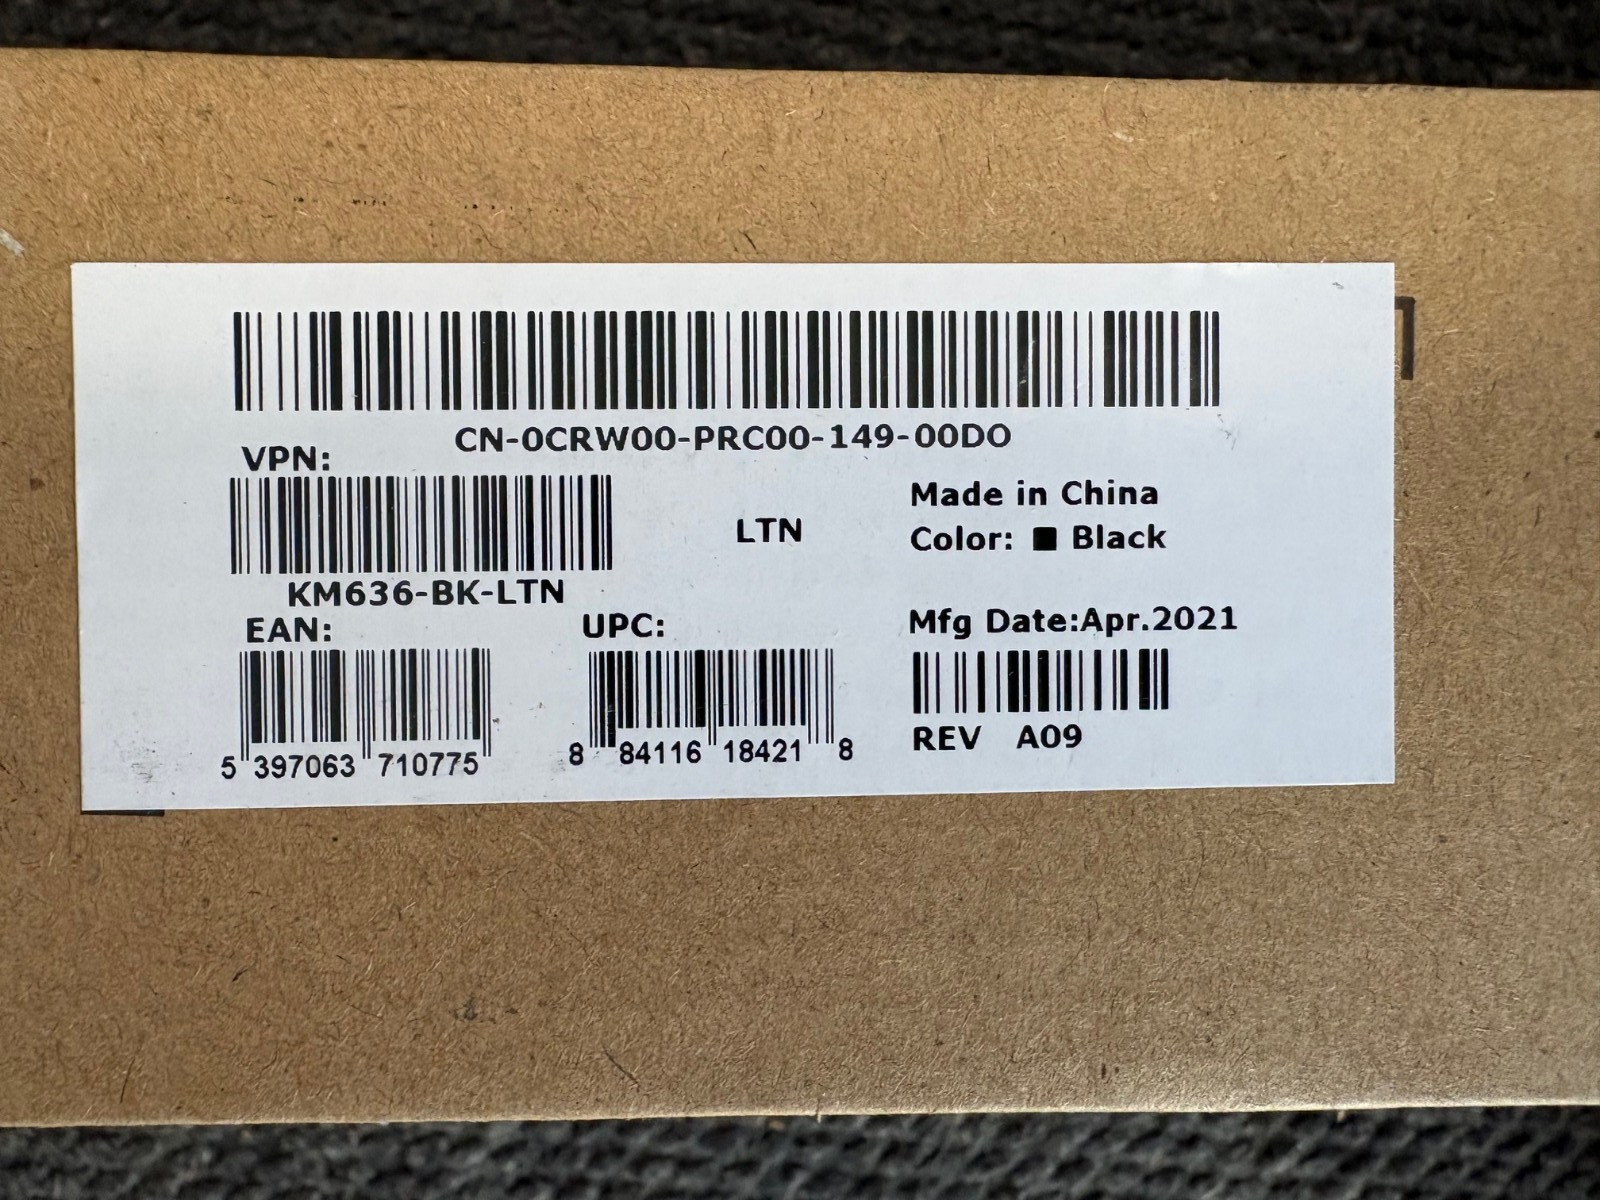 CN-0CRW00-PRC00-149-00DO
VPN:
KM636-BK-LTN
LTN
Made in China
Color: ■ Black
EAN:
5 397063 710775
UPC:
8 84116 18421 8
Mfg Date:Apr.2021
REV A09